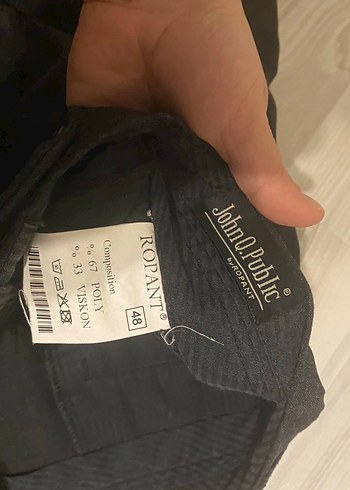 John Q. Public®
by ROPANT
ROPANT®
48
Composition
% 67 POLY
% 33 VISKON